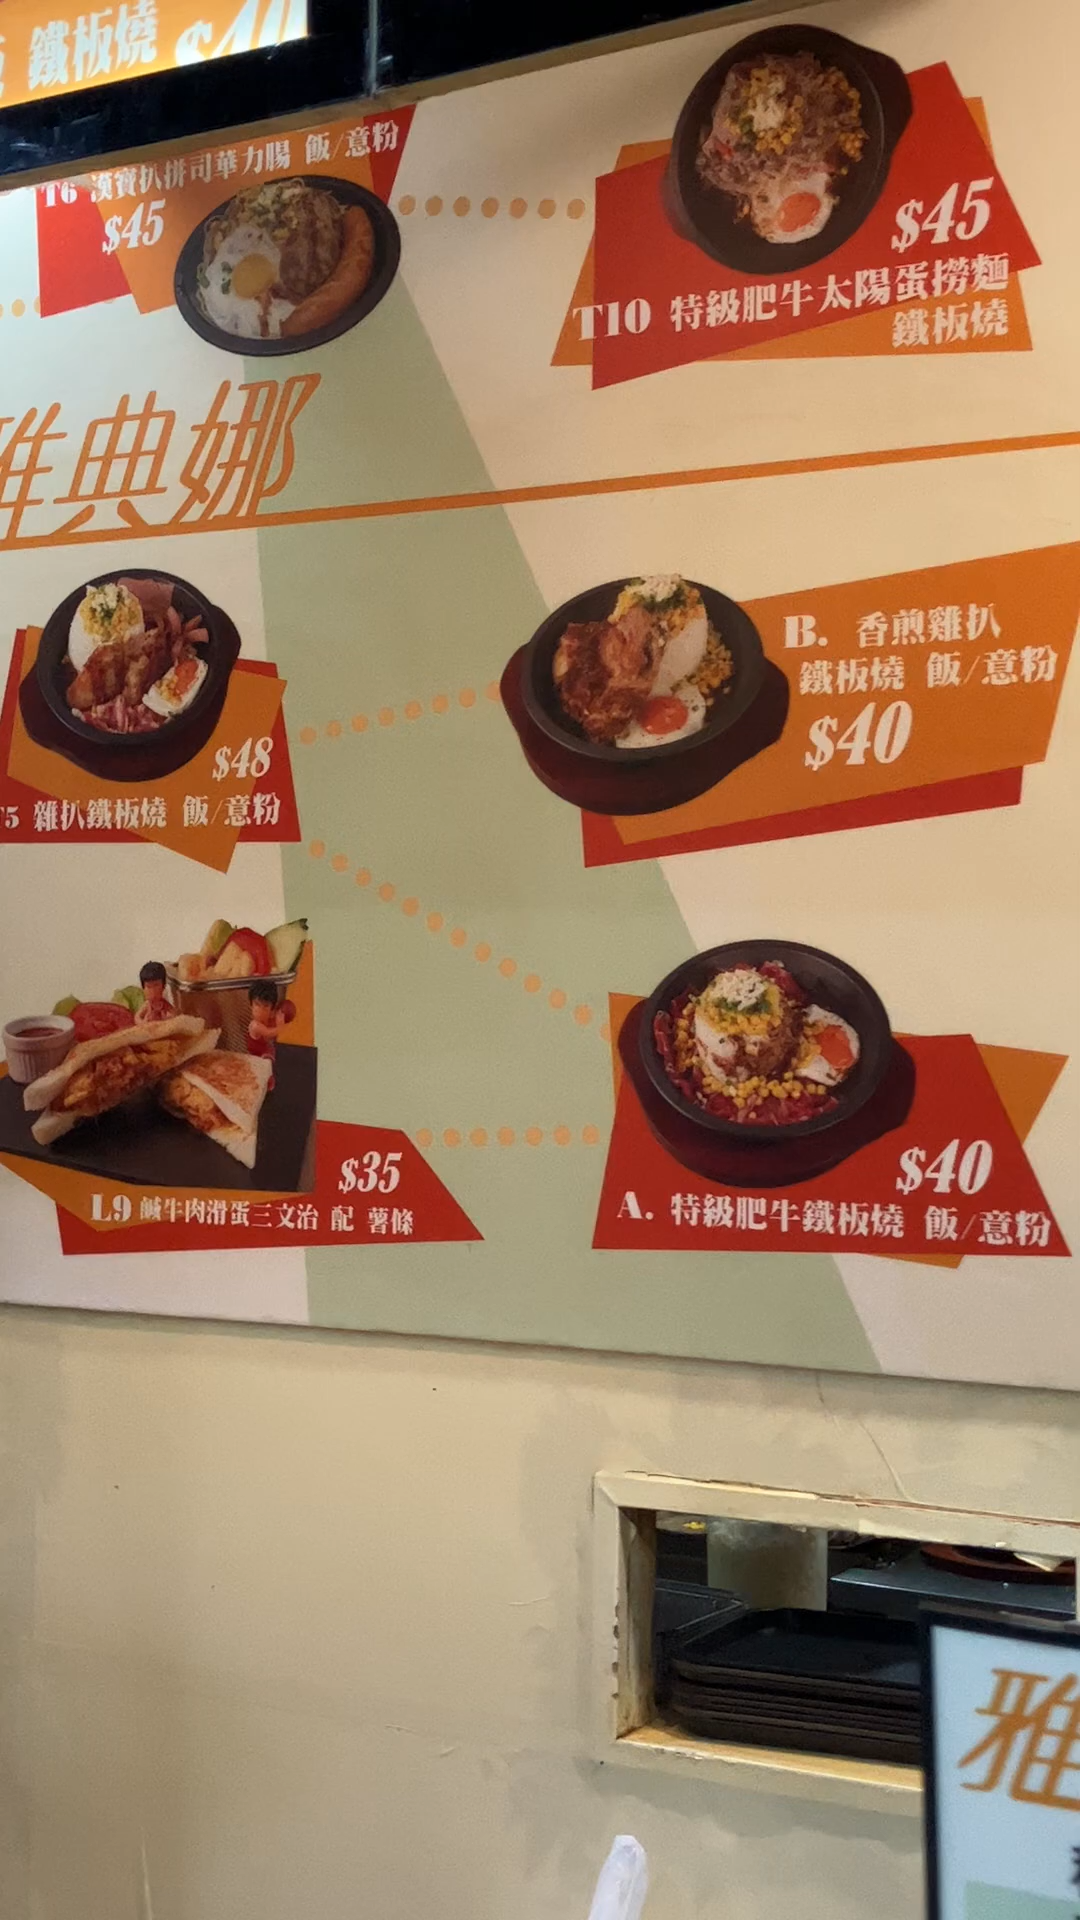 鐵板燒 $40
T6 漢寶扒拼司華力腸 飯/意粉
$45
$45
T10 特級肥牛太陽蛋撈麵
鐵板燒
雅典娜
$48
T5 雜扒鐵板燒 飯/意粉
B. 香煎雞扒
鐵板燒 飯/意粉
$40
$35
L9 鹹牛肉滑蛋三文治 配 薯條
$40
A. 特級肥牛鐵板燒 飯/意粉
雅